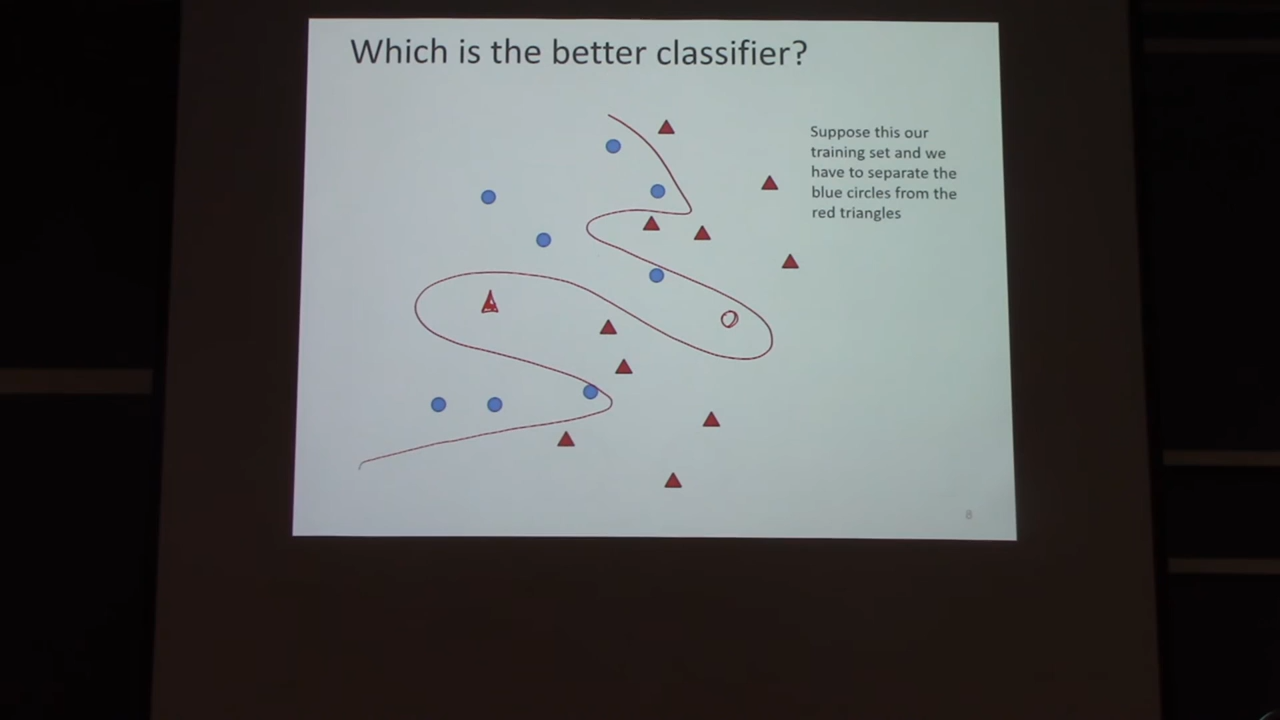 Which is the better classifier?
Suppose this our
training set and we
have to separate the
blue circles from the
red triangles
8